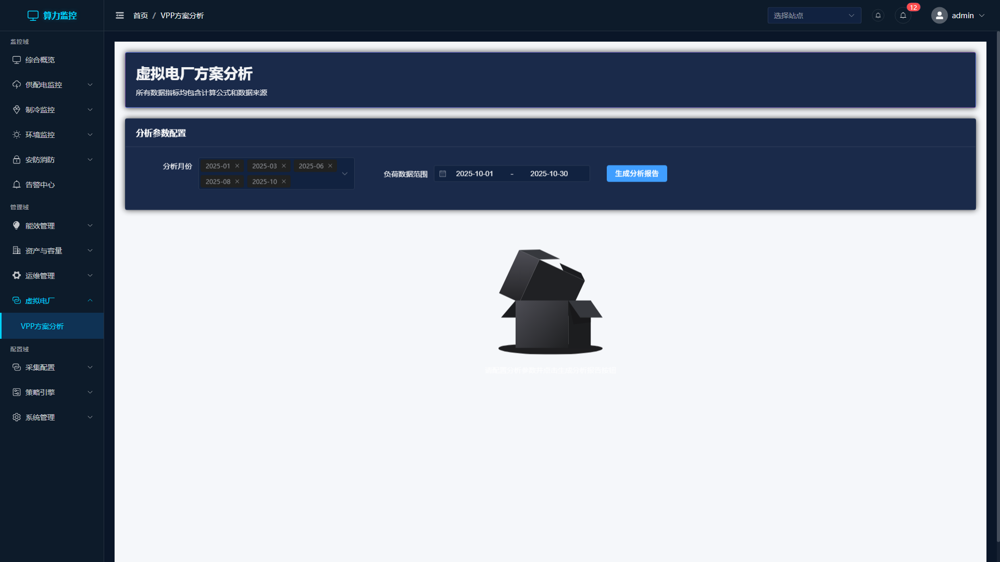 算力监控
首页 / VPP方案分析
选择站点
12
admin
监控域
综合概览
供配电监控
制冷监控
环境监控
安防消防
告警中心
管理域
能效管理
资产与容量
运维管理
虚拟电厂
VPP方案分析
配置域
采集配置
策略引擎
系统管理
虚拟电厂方案分析
所有数据指标均包含计算公式和数据来源
分析参数配置
分析月份
2025-01 × 2025-03 × 2025-06 ×
2025-08 × 2025-10 ×
负荷数据范围
2025-10-01 - 2025-10-30
生成分析报告
请配置分析参数并点击生成分析报告按钮